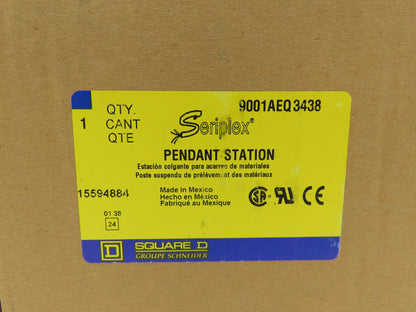 QTY.
1 CANT
QTE
Seriplex®
9001AEQ3438
PENDANT STATION
Estación colgante para acarreo de materiales
Poste suspendu de prélèvement des matériaux
15594884
Made in Mexico
Hecho en México
Fabriqué au Mexique
01 38
24
SQUARE D
GROUPE SCHNEIDER